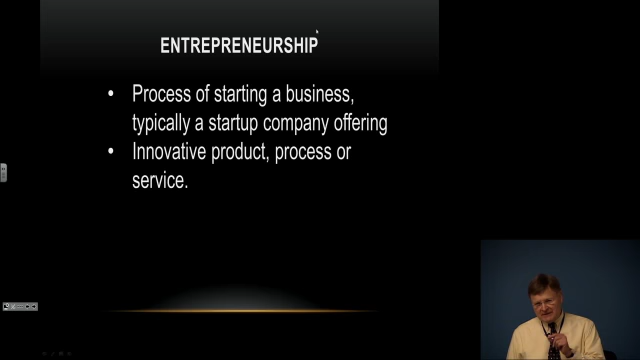 ENTREPRENEURSHIP
• Process of starting a business,
typically a startup company offering
• Innovative product, process or
service.